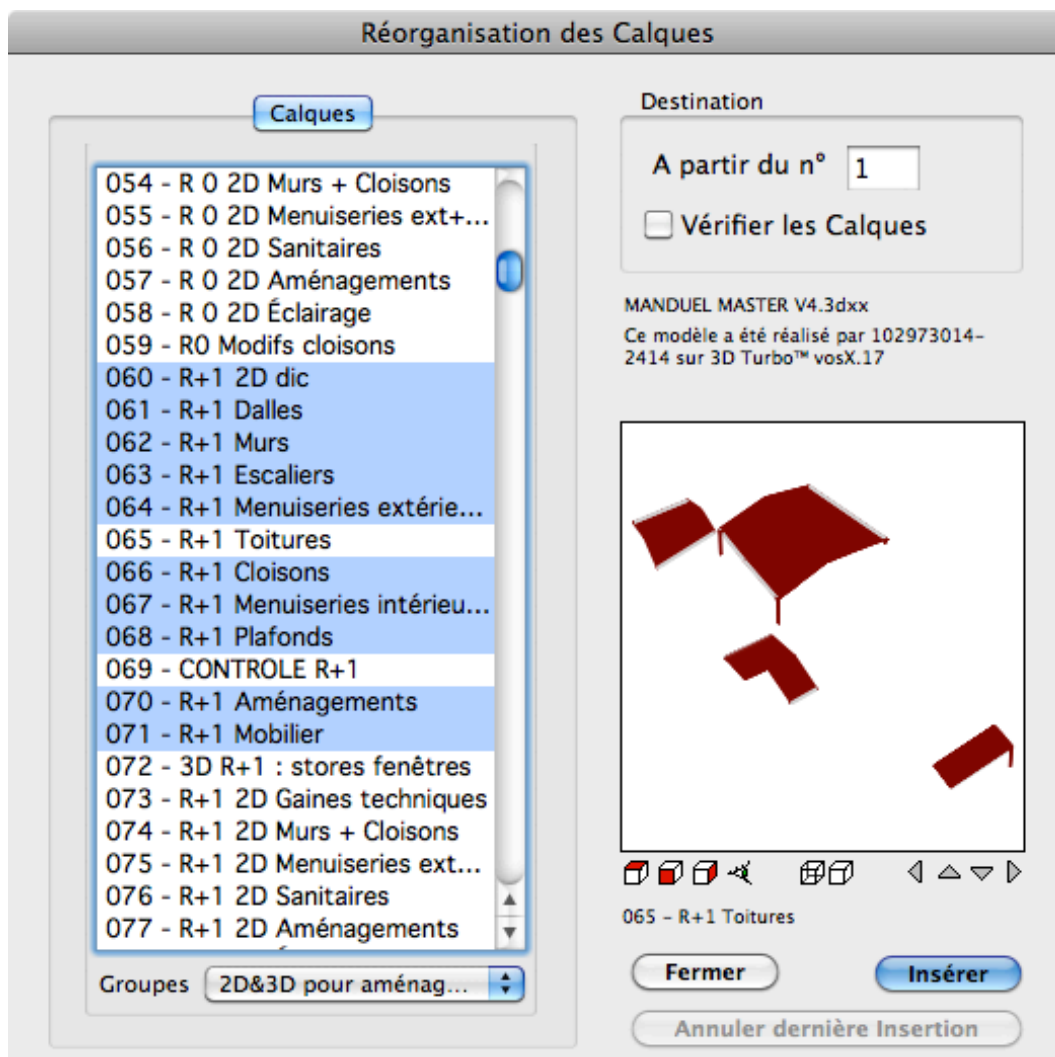 Réorganisation des Calques
Calques
054 - R 0 2D Murs + Cloisons
055 - R 0 2D Menuiseries ext+...
056 - R 0 2D Sanitaires
057 - R 0 2D Aménagements
058 - R 0 2D Éclairage
059 - R0 Modifs cloisons
060 - R+1 2D dic
061 - R+1 Dalles
062 - R+1 Murs
063 - R+1 Escaliers
064 - R+1 Menuiseries extérie...
065 - R+1 Toitures
066 - R+1 Cloisons
067 - R+1 Menuiseries intérieu...
068 - R+1 Plafonds
069 - CONTROLE R+1
070 - R+1 Aménagements
071 - R+1 Mobilier
072 - 3D R+1 : stores fenêtres
073 - R+1 2D Gaines techniques
074 - R+1 2D Murs + Cloisons
075 - R+1 2D Menuiseries ext...
076 - R+1 2D Sanitaires
077 - R+1 2D Aménagements
Groupes 2D&3D pour aménag...
Destination
A partir du n° 1
Vérifier les Calques
MANDUEL MASTER V4.3dxx
Ce modèle a été réalisé par 102973014-
2414 sur 3D Turbo™ vosX.17
065 - R+1 Toitures
Fermer
Insérer
Annuler dernière Insertion